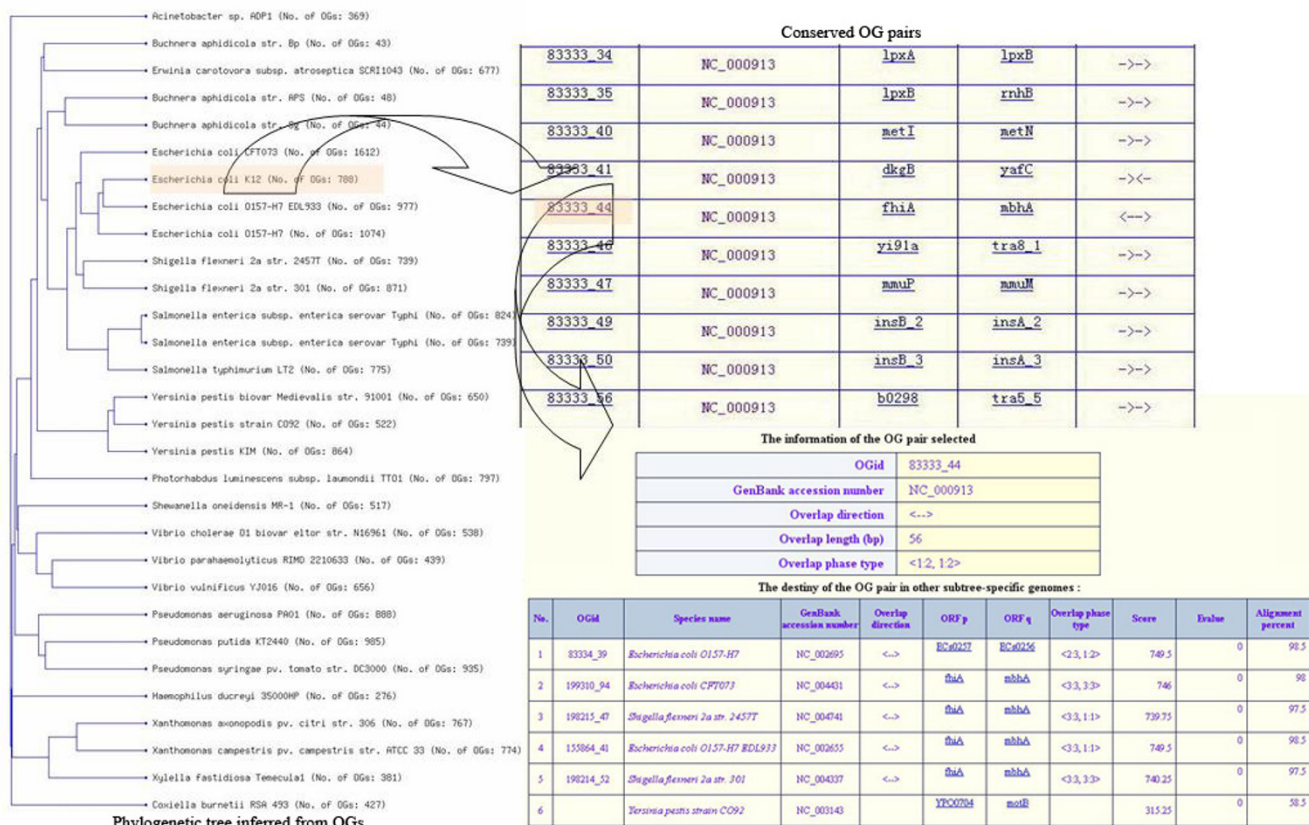 Acinetobacter sp. ADP1 (No. of OGs: 369)
Buchnera aphidicola str. Bp (No. of OGs: 43)
Erwinia carotovora subsp. atroseptica SCRI1043 (No. of OGs: 677)
Buchnera aphidicola str. APS (No. of OGs: 48)
Buchnera aphidicola str. Sg (No. of OGs: 44)
Escherichia coli CFT073 (No. of OGs: 1612)
Escherichia coli K12 (No. of OGs: 788)
Escherichia coli O157-H7 EDL933 (No. of OGs: 977)
Escherichia coli O157-H7 (No. of OGs: 1074)
Shigella flexneri 2a str. 2457T (No. of OGs: 739)
Shigella flexneri 2a str. 301 (No. of OGs: 871)
Salmonella enterica subsp. enterica serovar Typhi (No. of OGs: 824)
Salmonella enterica subsp. enterica serovar Typhi (No. of OGs: 739)
Salmonella typhimurium LT2 (No. of OGs: 775)
Yersinia pestis biovar Medievalis str. 91001 (No. of OGs: 650)
Yersinia pestis strain CO92 (No. of OGs: 522)
Yersinia pestis KIM (No. of OGs: 864)
Photorhabdus luminescens subsp. laumondii TTO1 (No. of OGs: 797)
Shewanella oneidensis MR-1 (No. of OGs: 517)
Vibrio cholerae O1 biovar eltor str. N16961 (No. of OGs: 538)
Vibrio parahaemolyticus RIMD 2210633 (No. of OGs: 439)
Vibrio vulnificus YJ016 (No. of OGs: 656)
Pseudomonas aeruginosa PAO1 (No. of OGs: 888)
Pseudomonas putida KT2440 (No. of OGs: 985)
Pseudomonas syringae pv. tomato str. DC3000 (No. of OGs: 935)
Haemophilus ducreyi 35000HP (No. of OGs: 276)
Xanthomonas axonopodis pv. citri str. 306 (No. of OGs: 767)
Xanthomonas campestris pv. campestris str. ATCC 33 (No. of OGs: 774)
Xylella fastidiosa Temecula1 (No. of OGs: 381)
Coxiella burnetii RSA 493 (No. of OGs: 427)
Phylogenetic tree inferred from OGs
Conserved OG pairs
83333_34 NC_000913 lpxA lpxB ->->
83333_35 NC_000913 lpxB rnhB ->->
83333_40 NC_000913 metI metN ->->
83333_41 NC_000913 dkgB yafC -><-
83333_44 NC_000913 fhiA mbhA <-->
83333_46 NC_000913 yi91a tra8_1 ->->
83333_47 NC_000913 mmuP mmuM ->->
83333_49 NC_000913 insB_2 insA_2 ->->
83333_50 NC_000913 insB_3 insA_3 ->->
83333_56 NC_000913 b0298 tra5_5 ->->
The information of the OG pair selected
OGid 83333_44
GenBank accession number NC_000913
Overlap direction <-->
Overlap length (bp) 56
Overlap phase type <1:2, 1:2>
The destiny of the OG pair in other subtree-specific genomes :
No. OGid Species name GenBank accession number Overlap direction ORF p ORF q Overlap phase type Score Evalue Alignment percent
1 83334_39 Escherichia coli O157-H7 NC_002695 <--> ECs0257 ECs0256 <2:3, 1:2> 749.5 0 98.5
2 199310_94 Escherichia coli CFT073 NC_004431 <--> fhiA mbhA <3:3, 3:3> 746 0 98
3 198215_47 Shigella flexneri 2a str. 2457T NC_004741 <--> fhiA mbhA <3:3, 1:1> 739.75 0 97.5
4 155864_41 Escherichia coli O157-H7 EDL933 NC_002655 <--> fhiA mbhA <3:3, 1:1> 749.5 0 98.5
5 198214_52 Shigella flexneri 2a str. 301 NC_004337 <--> fhiA mbhA <3:3, 3:3> 740.25 0 97.5
6 Yersinia pestis strain CO92 NC_003143 YPO0704 motB 315.25 0 58.5